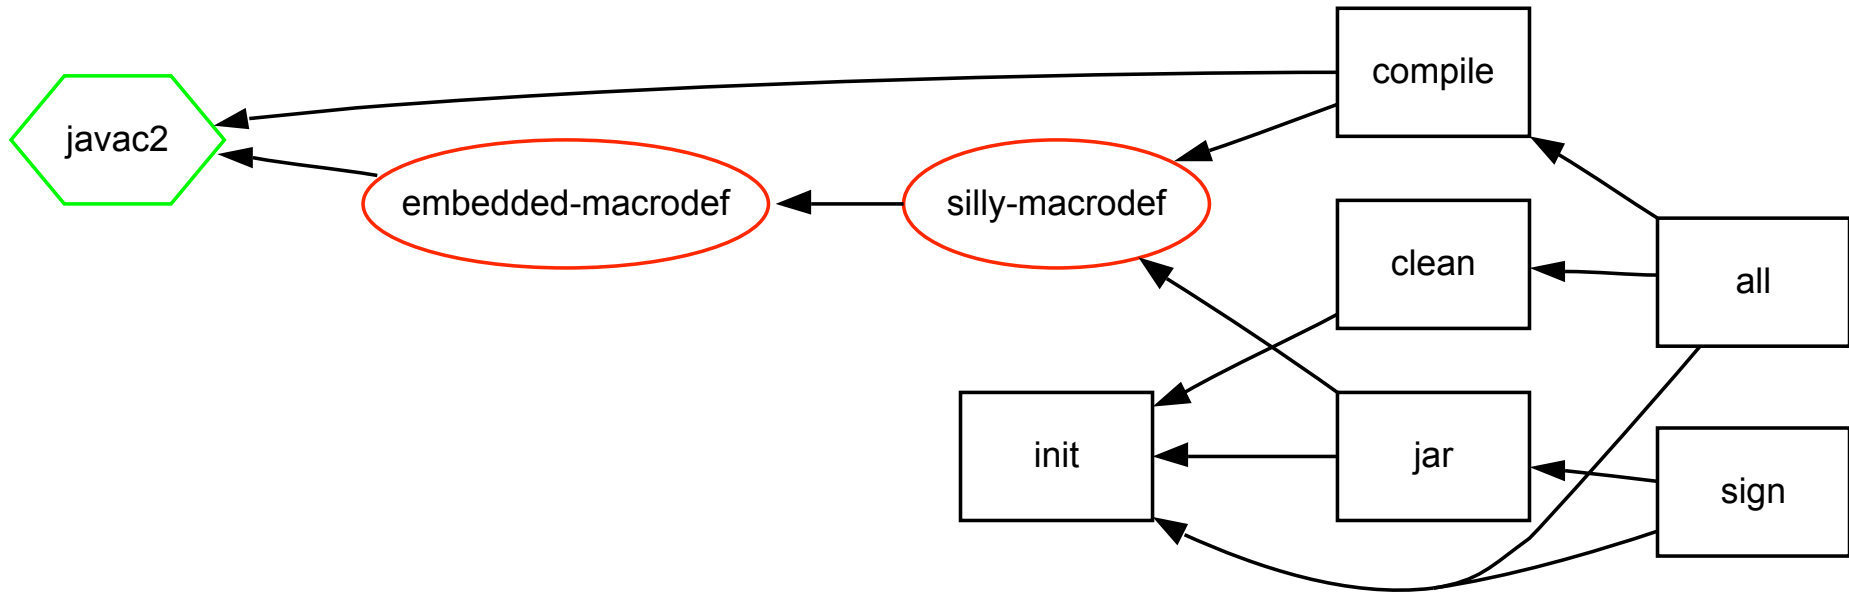 compile
javac2
embedded-macrodef
silly-macrodef
clean
all
init
jar
sign